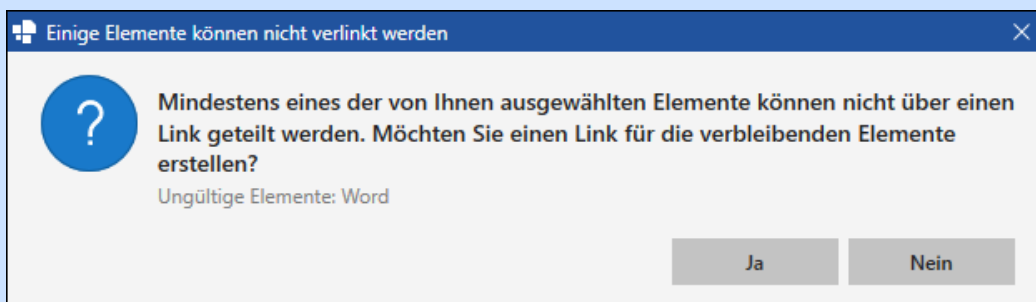 Einige Elemente können nicht verlinkt werden
Mindestens eines der von Ihnen ausgewählten Elemente können nicht über einen
Link geteilt werden. Möchten Sie einen Link für die verbleibenden Elemente
erstellen?
Ungültige Elemente: Word
Ja
Nein